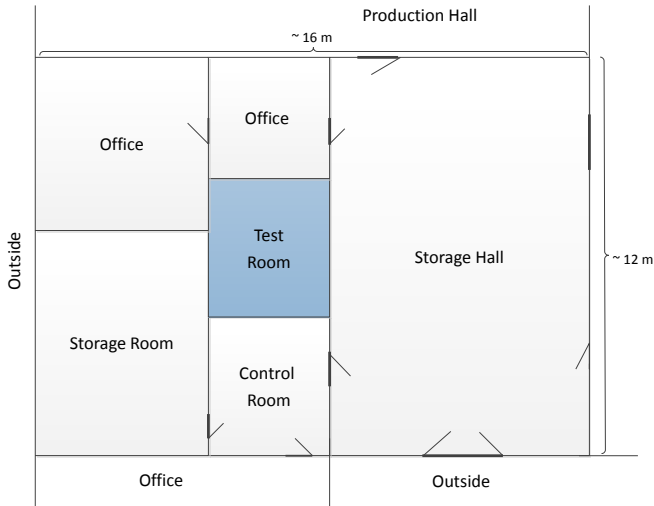 Production Hall
~ 16 m
Office
Office
Outside
Test
Room
Storage Hall
~ 12 m
Storage Room
Control
Room
Office
Outside